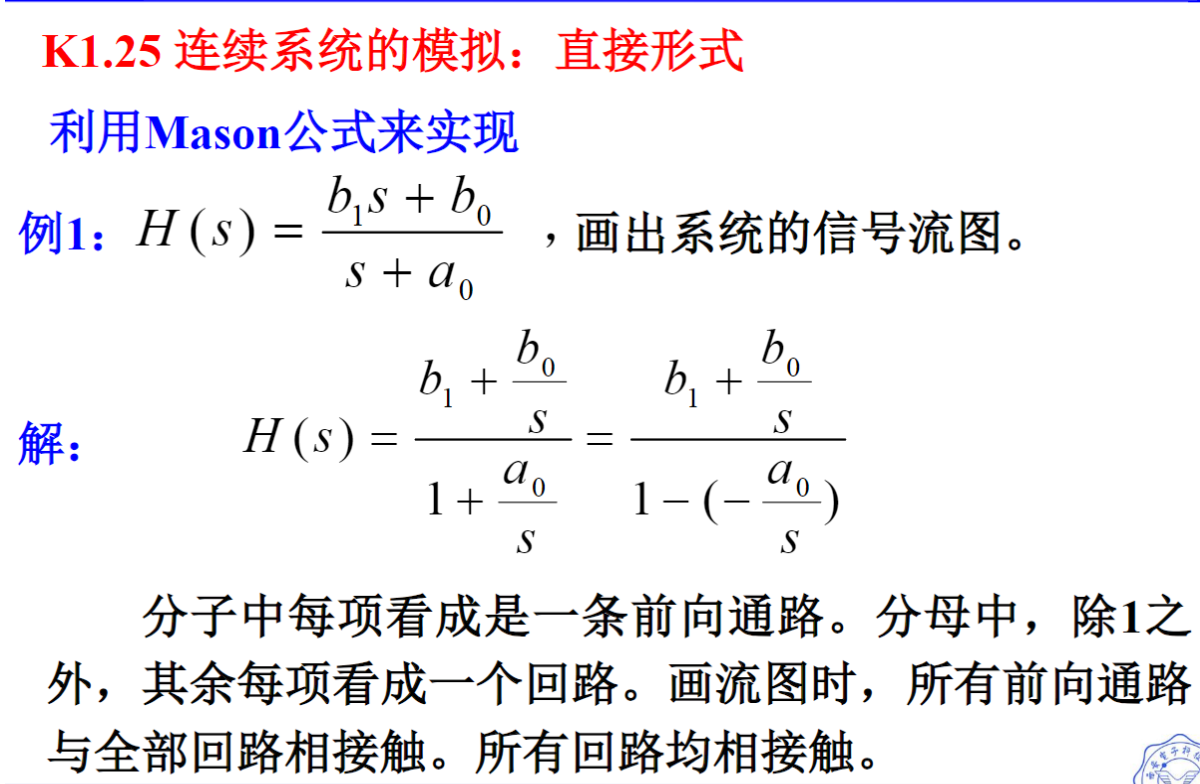 K1.25 连续系统的模拟：直接形式
利用Mason公式来实现
例1： H(s) = \frac{b_1 s + b_0}{s + a_0} ，画出系统的信号流图。
解： H(s) = \frac{b_1 + \frac{b_0}{s}}{1 + \frac{a_0}{s}} = \frac{b_1 + \frac{b_0}{s}}{1 - (-\frac{a_0}{s})}
分子中每项看成是一条前向通路。分母中，除1之
外，其余每项看成一个回路。画流图时，所有前向通路
与全部回路相接触。所有回路均相接触。